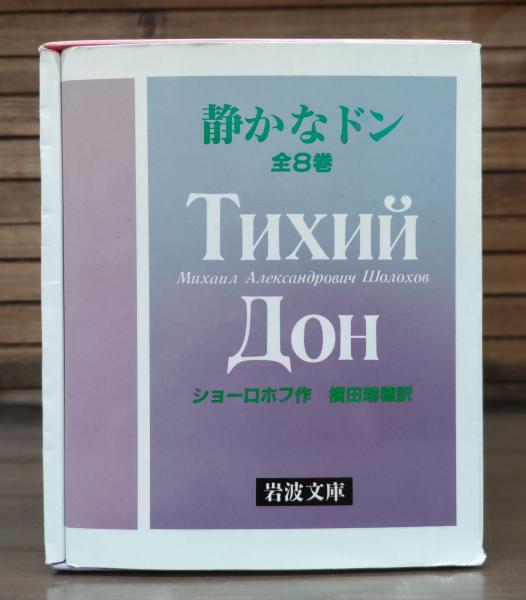 静かなドン
全8巻
Тихий
Михаил Александрович Шолохов
Дон
ショーロホフ作 横田瑞穂訳
岩波文庫